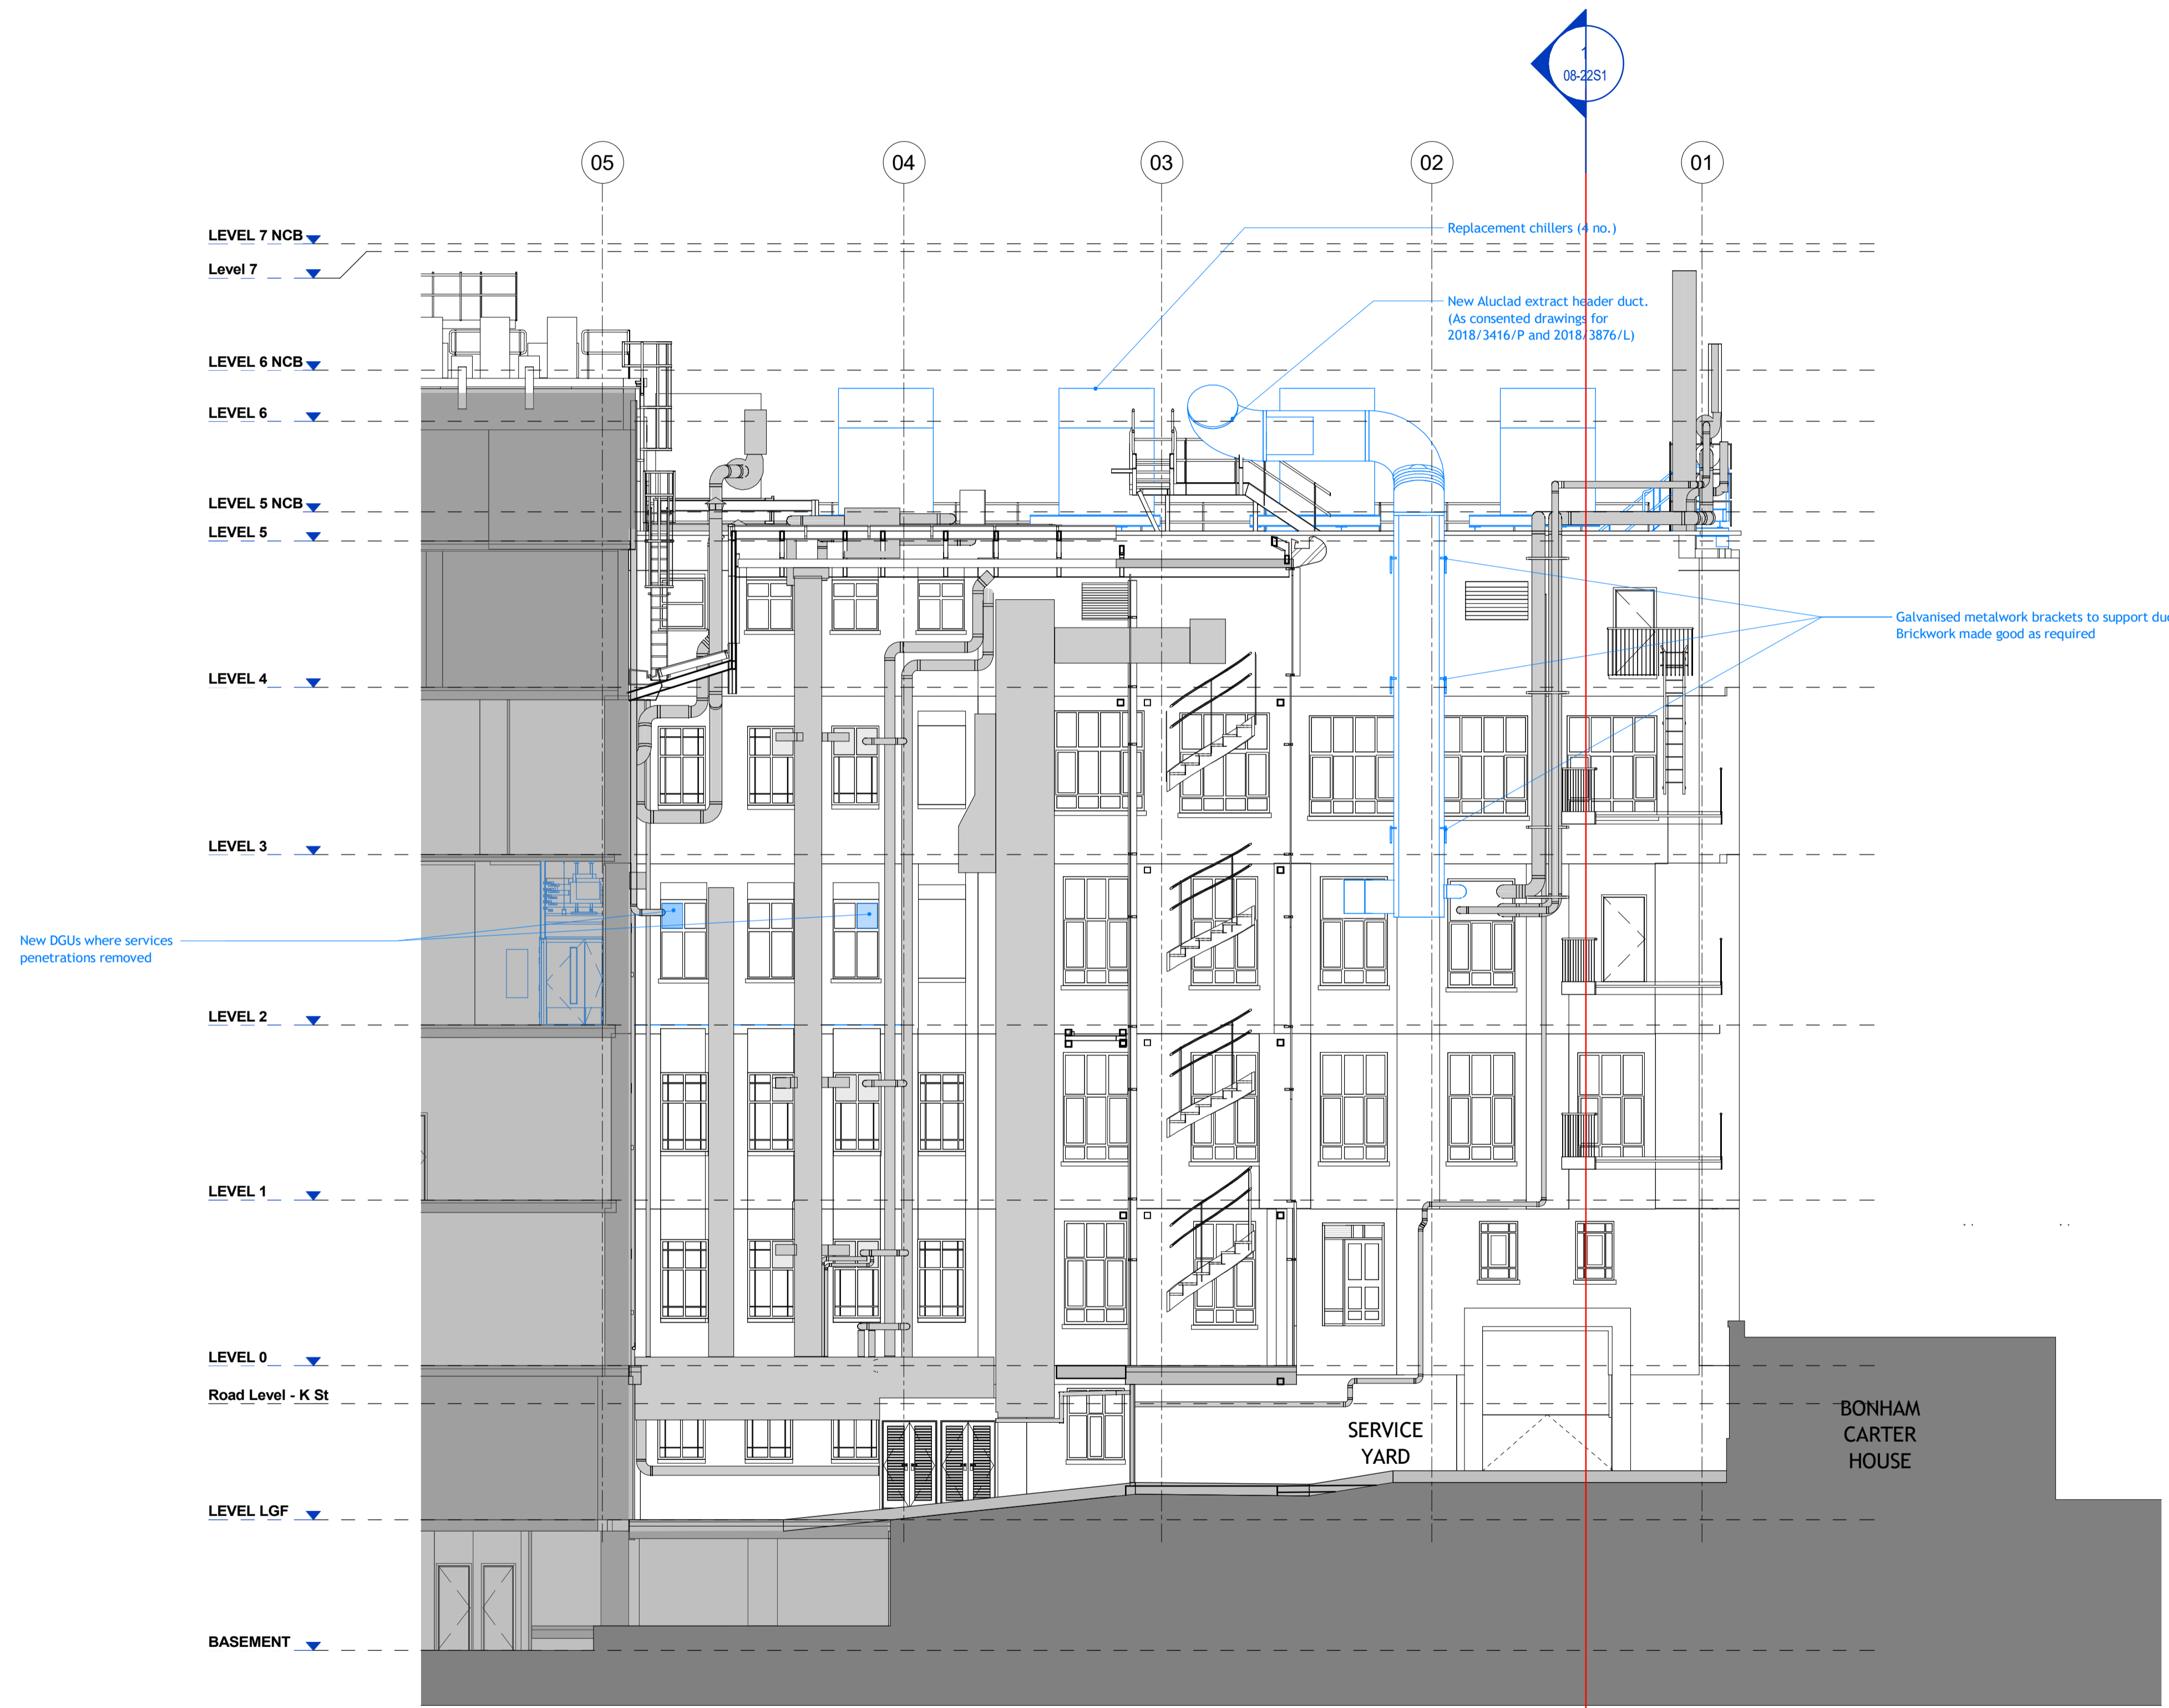 1
08-22S1
05
04
03
02
01
LEVEL 7 NCB
Replacement chillers (4 no.)
Level 7
New Aluclad extract header duct.
(As consented drawings for
2018/3416/P and 2018/3876/L)
LEVEL 6 NCB
LEVEL 6
LEVEL 5 NCB
LEVEL 5
Galvanised metalwork brackets to support duc
Brickwork made good as required
LEVEL 4
LEVEL 3
New DGUs where services
penetrations removed
LEVEL 2
LEVEL 1
LEVEL 0
Road Level - K St
SERVICE
YARD
BONHAM
CARTER
HOUSE
LEVEL LGF
BASEMENT